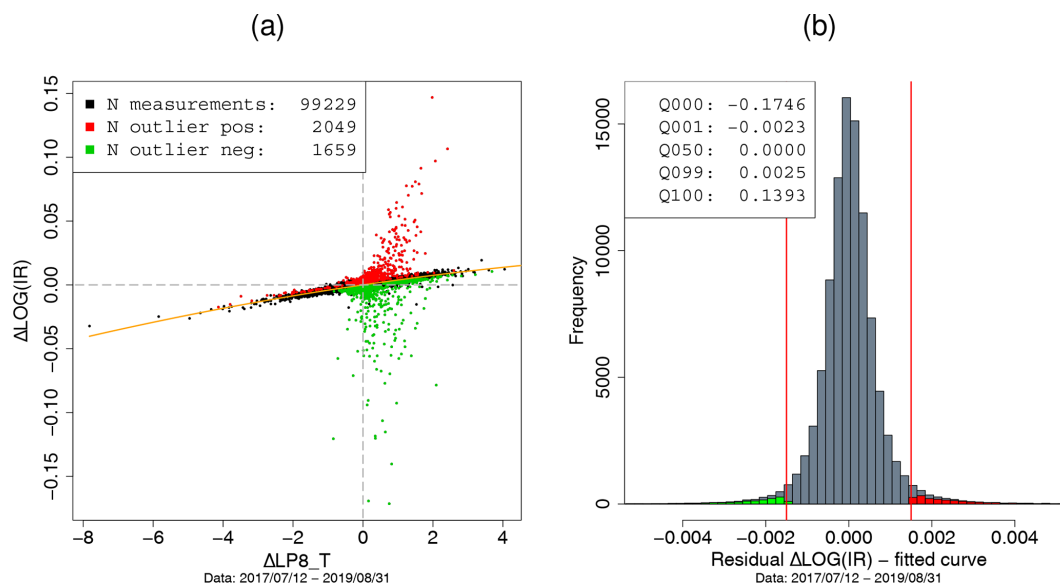 (a)
(b)
N measurements: 99229
N outlier pos: 2049
N outlier neg: 1659
0.15
0.10
0.05
0.00
−0.05
−0.10
−0.15
ΔLOG(IR)
−8
−6
−4
−2
0
2
4
ΔLP8_T
Data: 2017/07/12 − 2019/08/31
Q000: -0.1746
Q001: -0.0023
Q050: 0.0000
Q099: 0.0025
Q100: 0.1393
15000
10000
5000
0
Frequency
−0.004
−0.002
0.000
0.002
0.004
Residual ΔLOG(IR) − fitted curve
Data: 2017/07/12 − 2019/08/31